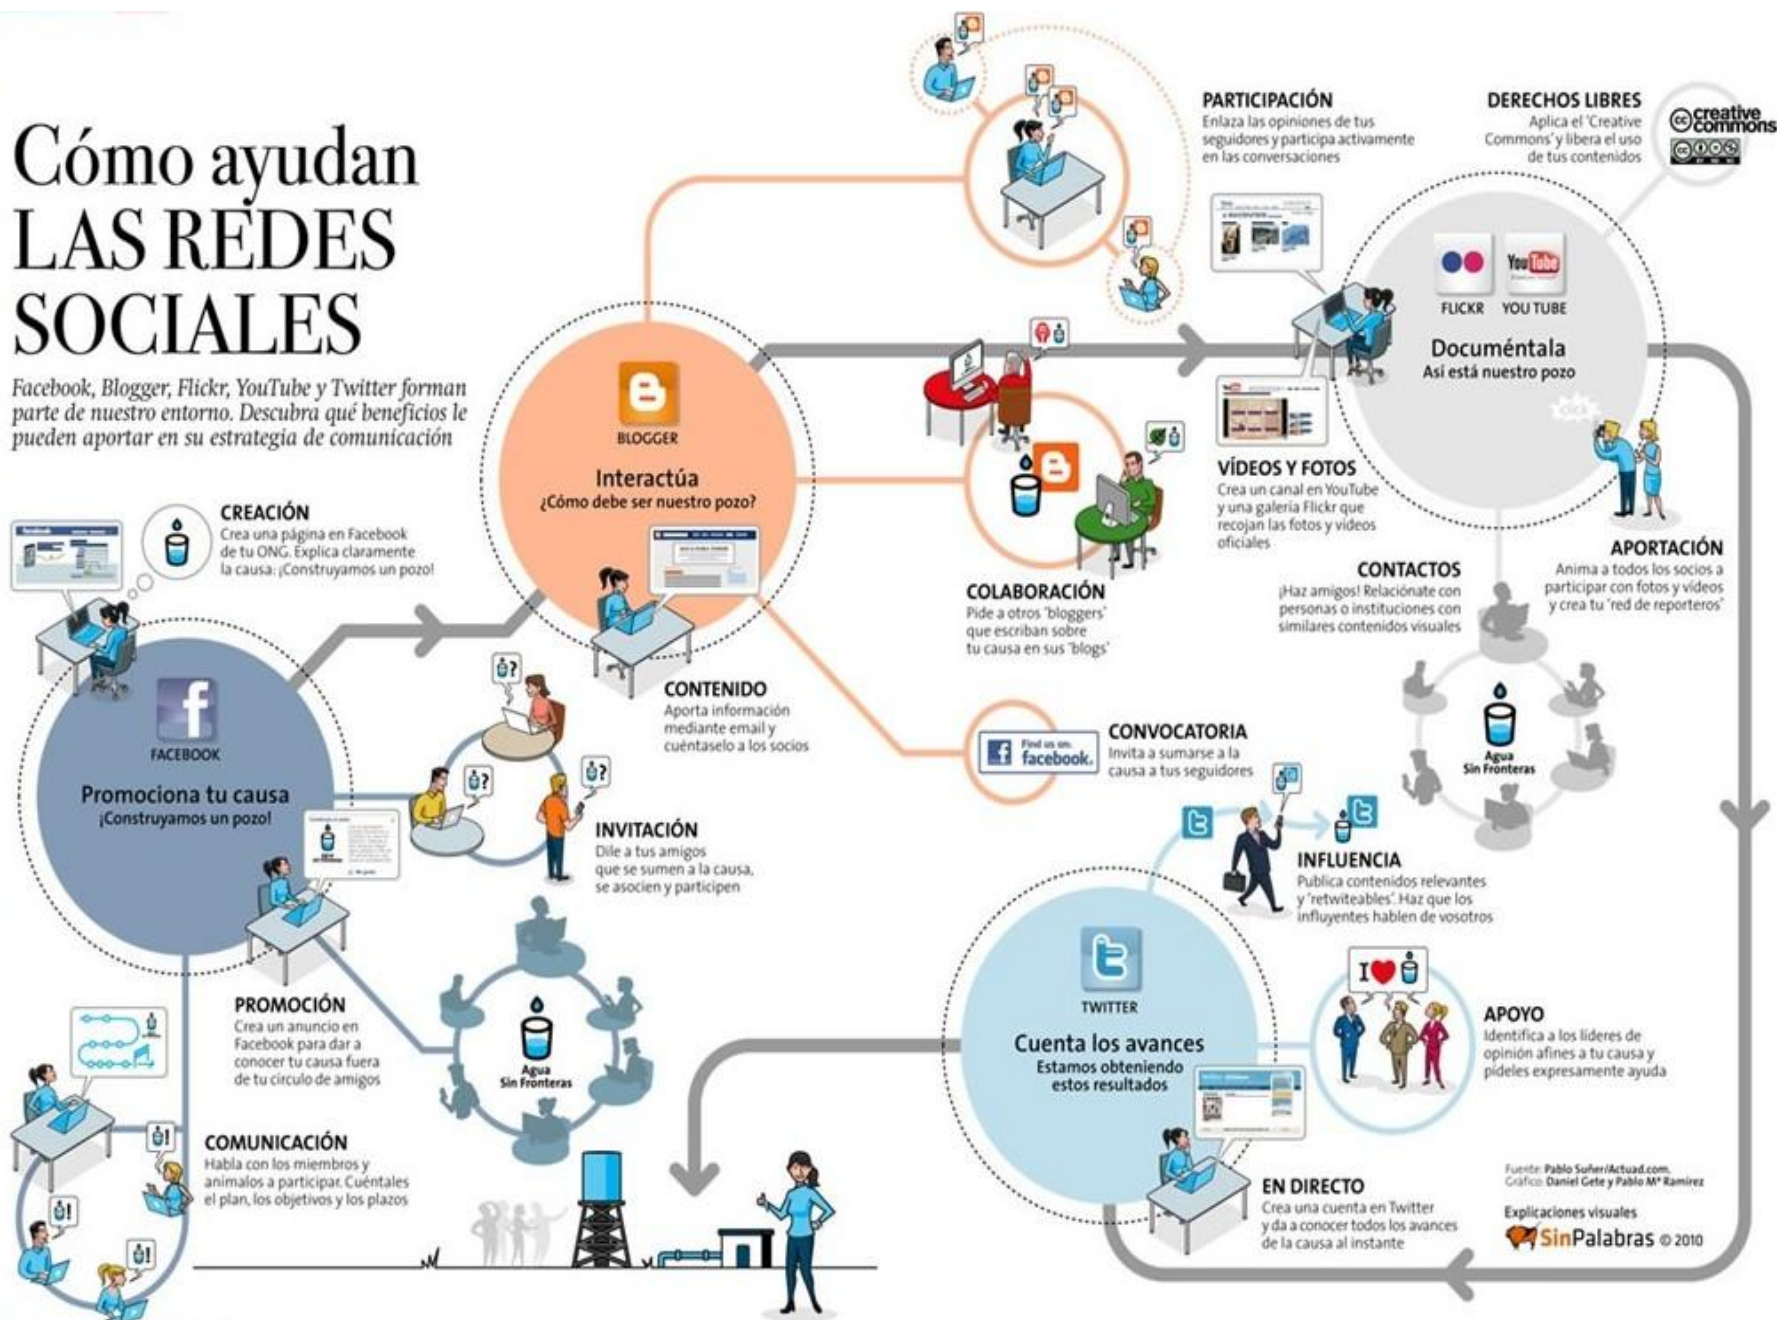 Cómo ayudan
LAS REDES
SOCIALES
Facebook, Blogger, Flickr, YouTube y Twitter forman
parte de nuestro entorno. Descubra qué beneficios le
pueden aportar en su estrategia de comunicación
CREACIÓN
Crea una página en Facebook
de tu ONG. Explica claramente
la causa: ¡Construyamos un pozo!
facebook
FACEBOOK
Promociona tu causa
¡Construyamos un pozo!
INVITACIÓN
Dile a tus amigos
que se sumen a la causa,
se asocien y participen
PROMOCIÓN
Crea un anuncio en
Facebook para dar a
conocer tu causa fuera
de tu circulo de amigos
Agua
Sin Fronteras
COMUNICACIÓN
Habla con los miembros y
animalos a participar. Cuéntales
el plan, los objetivos y los plazos
BLOGGER
Interactúa
¿Cómo debe ser nuestro pozo?
CONTENIDO
Aporta información
mediante email y
cuéntaselo a los socios
PARTICIPACIÓN
Enlaza las opiniones de tus
seguidores y participa activamente
en las conversaciones
COLABORACIÓN
Pide a otros 'bloggers'
que escriban sobre
tu causa en sus 'blogs'
Find us on:
facebook.
CONVOCATORIA
Invita a sumarse a la
causa a tus seguidores
DERECHOS LIBRES
Aplica el 'Creative
Commons' y libera el uso
de tus contenidos
cc creative
commons
YouTube
FLICKR YOU TUBE
Documéntala
Así está nuestro pozo
click
VÍDEOS Y FOTOS
Crea un canal en YouTube
y una galeria Flickr que
recojan las fotos y videos
oficiales
APORTACIÓN
Anima a todos los socios a
participar con fotos y videos
y crea tu 'red de reporteros'
CONTACTOS
¡Haz amigos! Relaciónate con
personas o instituciones con
similares contenidos visuales
Agua
Sin Fronteras
INFLUENCIA
Publica contenidos relevantes
y 'retwiteables'. Haz que los
influyentes hablen de vosotros
TWITTER
Cuenta los avances
Estamos obteniendo
estos resultados
APOYO
Identifica a los líderes de
opinión afines a tu causa y
pideles expresamente ayuda
EN DIRECTO
Crea una cuenta en Twitter
y da a conocer todos los avances
de la causa al instante
Fuente: Pablo Suñer/Actuad.com.
Gráfico: Daniel Gete y Pablo Mª Ramírez
Explicaciones visuales
SinPalabras © 2010